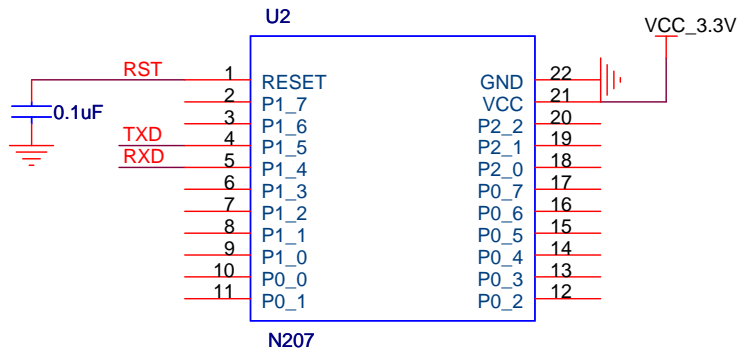 U2
VCC_3.3V
RST 1 RESET GND 22
2 P1_7 VCC 21
0.1uF 3 P1_6 P2_2 20
TXD 4 P1_5 P2_1 19
RXD 5 P1_4 P2_0 18
6 P1_3 P0_7 17
7 P1_2 P0_6 16
8 P1_1 P0_5 15
9 P1_0 P0_4 14
10 P0_0 P0_3 13
11 P0_1 P0_2 12
N207